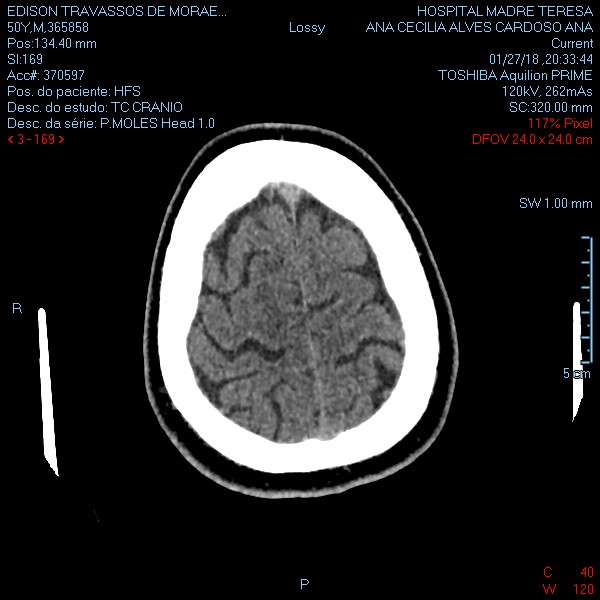 EDISON TRAVASSOS DE MORAE...
50Y,M,365858
Pos:134.40 mm
SI:169
Acc#: 370597
Pos. do paciente: HFS
Desc. do estudo: TC CRANIO
Desc. da série: P.MOLES Head 1.0
< 3 - 169 >
Lossy
HOSPITAL MADRE TERESA
ANA CECILIA ALVES CARDOSO ANA
Current
01/27/18 ,20:33:44
TOSHIBA Aquilion PRIME
120kV, 262mAs
SC:320.00 mm
117% Pixel
DFOV 24.0 x 24.0 cm
SW 1.00 mm
R
5 cm
P
C 40
W 120